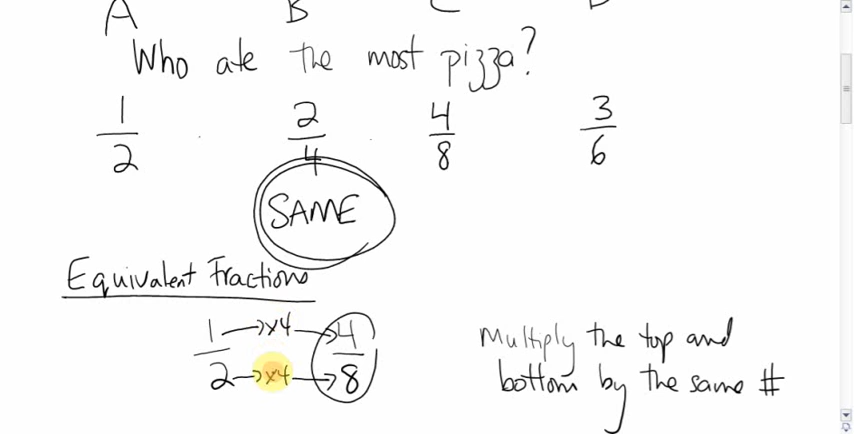 A B C D
Who ate the most pizza?
1/2 2/4 4/8 3/6
SAME
Equivalent Fractions
1 →x4→ 4
2 →x4→ 8
Multiply the top and
bottom by the same #